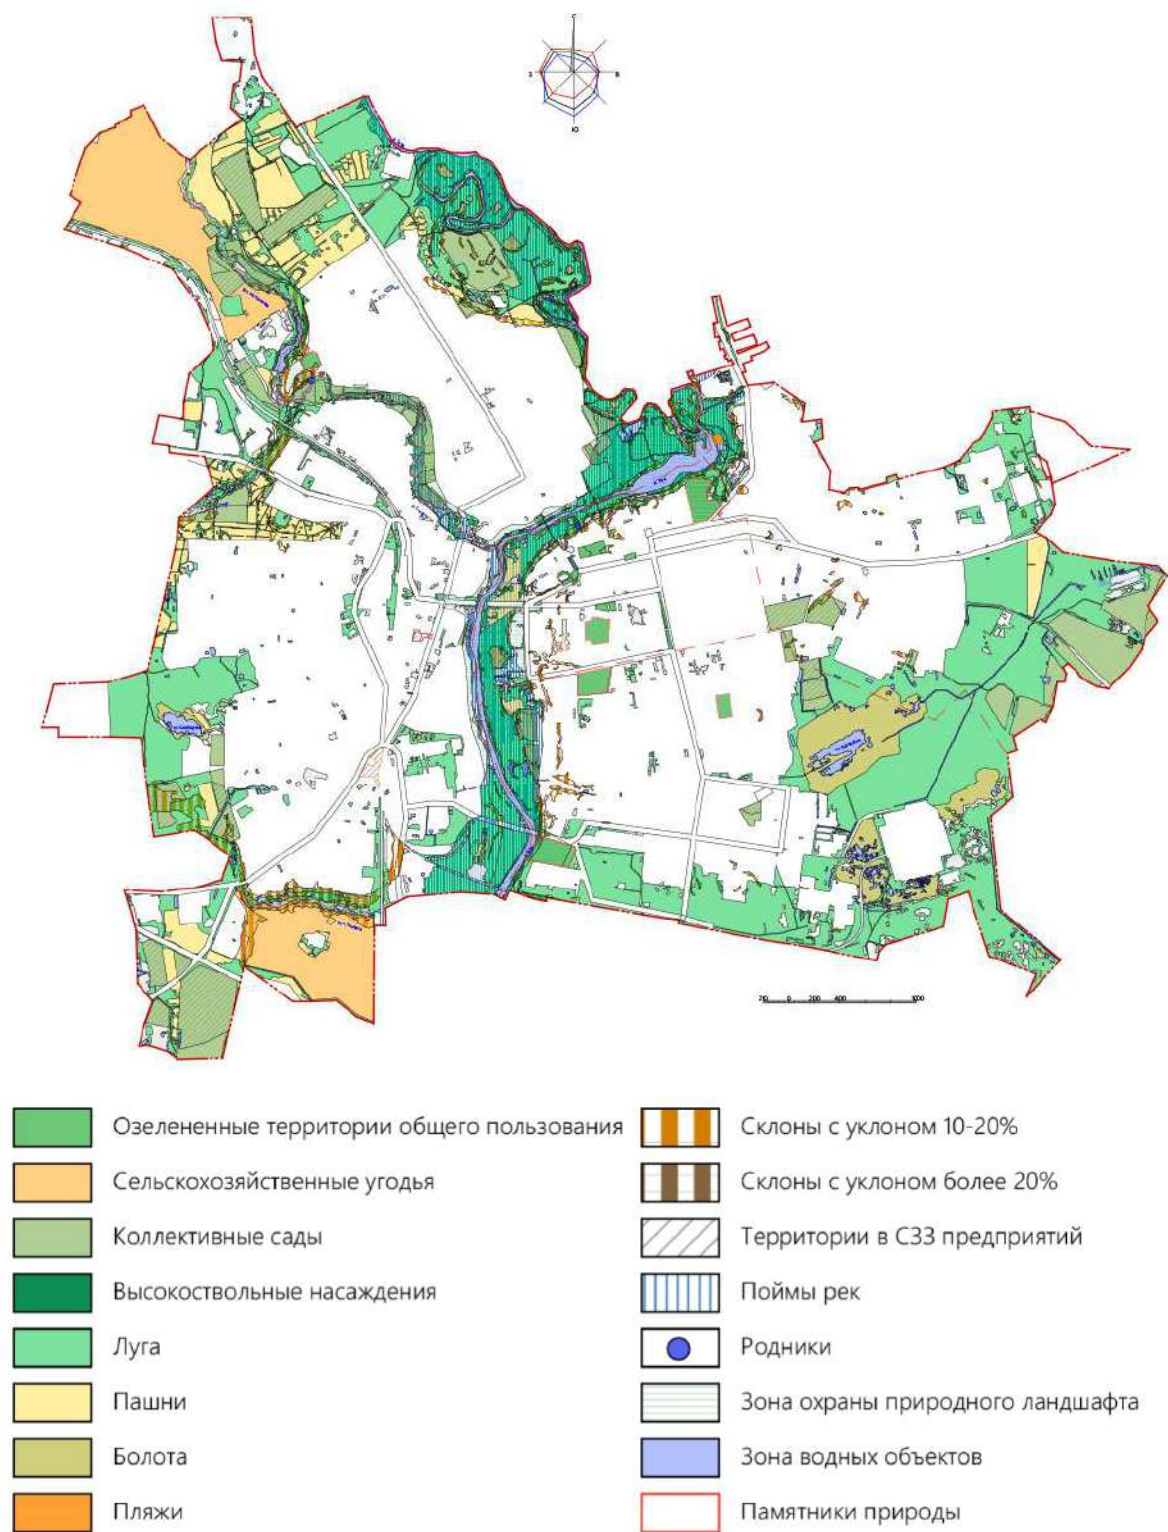 С
З
В
Ю
Озелененные территории общего пользования
Сельскохозяйственные угодья
Коллективные сады
Высокоствольные насаждения
Луга
Пашни
Болота
Пляжи
Склоны с уклоном 10-20%
Склоны с уклоном более 20%
Территории в СЗЗ предприятий
Поймы рек
Родники
Зона охраны природного ландшафта
Зона водных объектов
Памятники природы